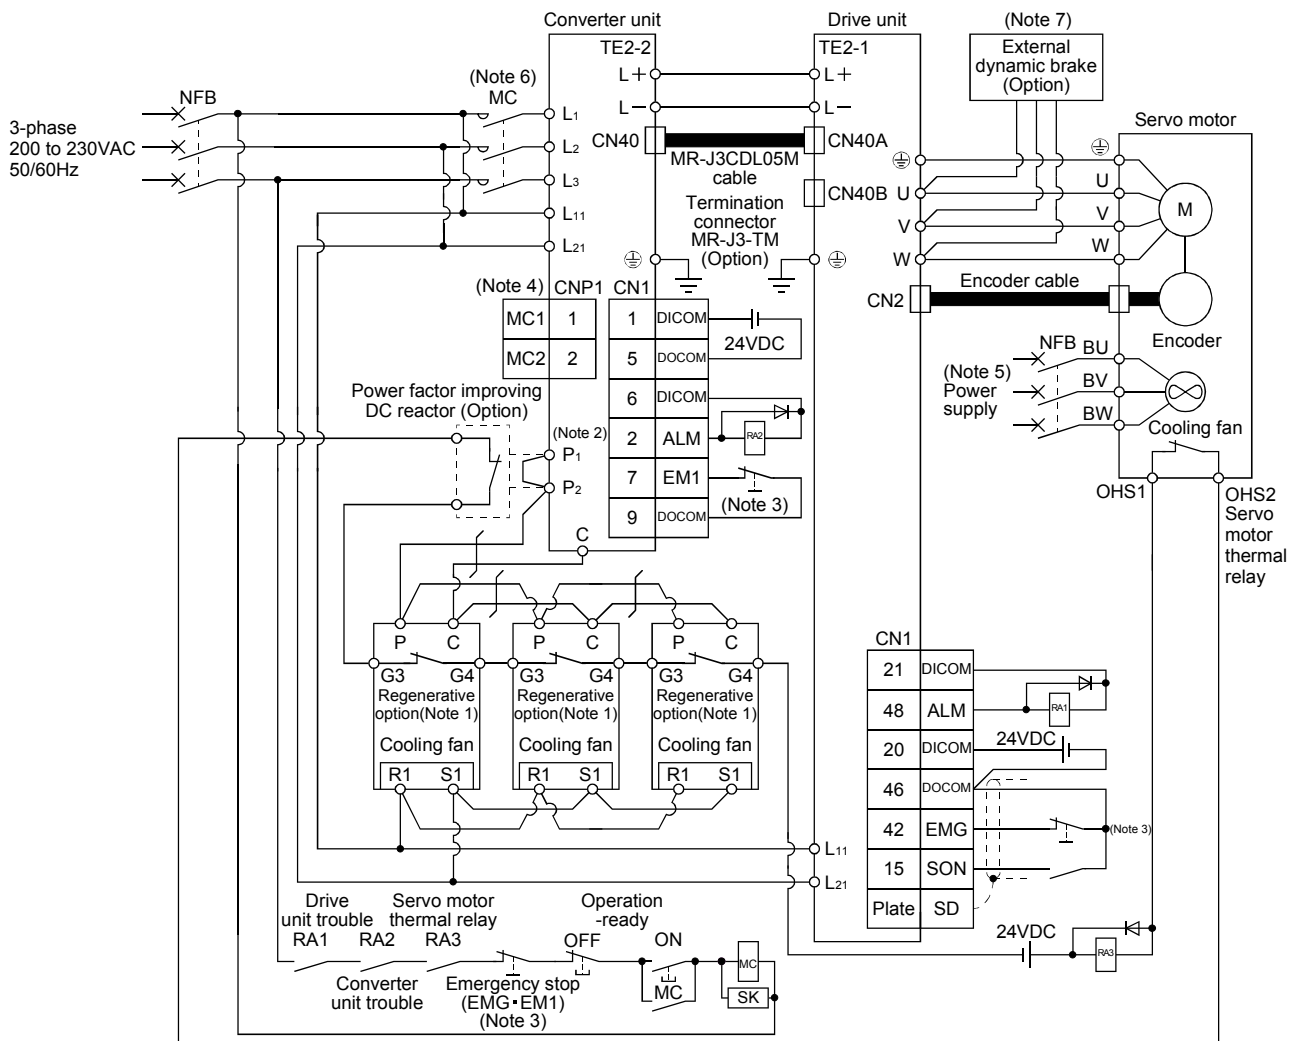 Converter unit
Drive unit
(Note 7)
External
dynamic brake
(Option)
TE2-2
TE2-1
L+
L+
L−
L−
(Note 6)
MC
NFB
3-phase
200 to 230VAC
50/60Hz
L1
L2
L3
L11
L21
CN40
CN40A
MR-J3CDL05M
cable
CN40B
Termination
connector
MR-J3-TM
(Option)
Servo motor
U
V
W
U
V
W
M
CN2
Encoder cable
Encoder
(Note 4)
CNP1
CN1
MC1
1
MC2
2
1
DICOM
5
DOCOM
24VDC
6
DICOM
2
ALM
RA2
7
EM1
(Note 3)
9
DOCOM
NFB
BU
BV
BW
(Note 5)
Power
supply
Cooling fan
OHS1
OHS2
Servo
motor
thermal
relay
Power factor improving
DC reactor (Option)
(Note 2)
P1
P2
C
P
C
P
C
P
C
G3
G4
G3
G4
G3
G4
Regenerative
option(Note 1)
Regenerative
option(Note 1)
Regenerative
option(Note 1)
Cooling fan
Cooling fan
Cooling fan
R1
S1
R1
S1
R1
S1
CN1
21
DICOM
48
ALM
RA1
20
DICOM
24VDC
46
DOCOM
42
EMG
(Note 3)
15
SON
Plate
SD
L11
L21
Drive
unit trouble
RA1
RA2
Converter
unit trouble
Servo motor
thermal relay
RA3
Emergency stop
(EMG・EM1)
(Note 3)
Operation
-ready
OFF
ON
MC
MC
SK
24VDC
RA3